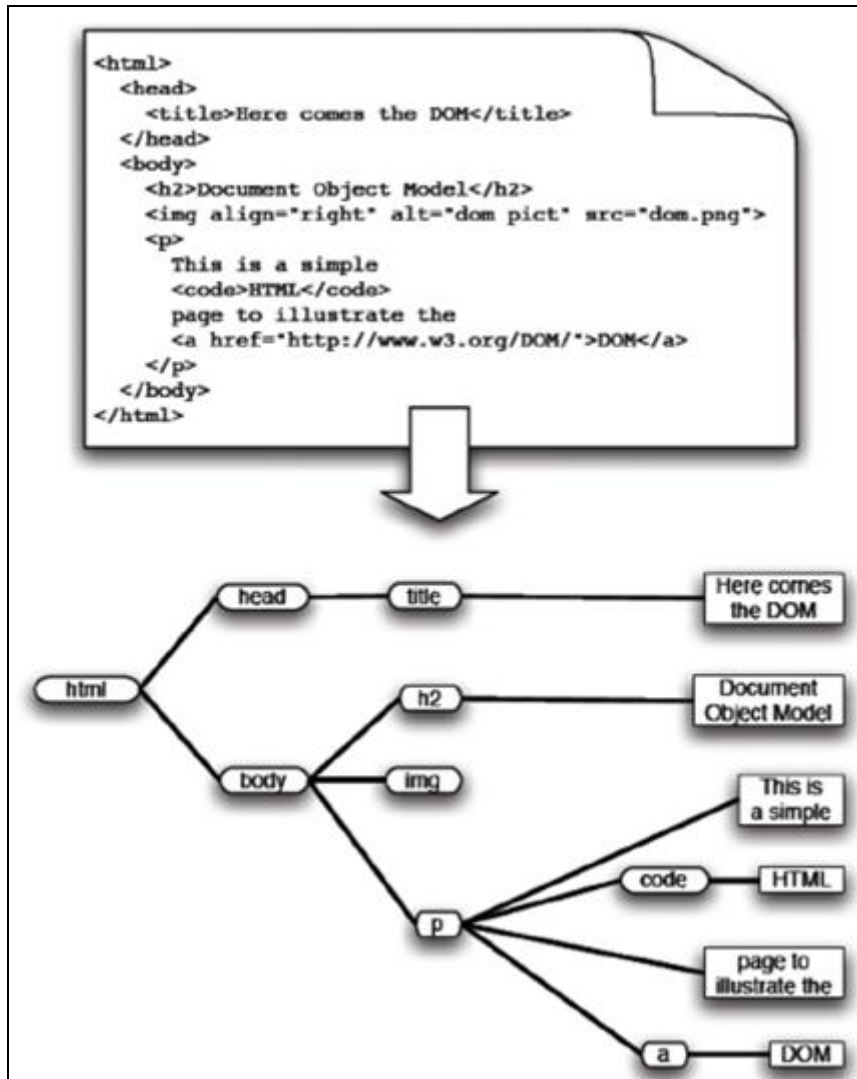 <html>
<head>
<title>Here comes the DOM</title>
</head>
<body>
<h2>Document Object Model</h2>
<img align="right" alt="dom pict" src="dom.png">
<p>
This is a simple
<code>HTML</code>
page to illustrate the
<a href="http://www.w3.org/DOM/">DOM</a>
</p>
</body>
</html>
head
title
Here comes
the DOM
html
h2
Document
Object Model
body
img
This is
a simple
code
HTML
p
page to
illustrate the
a
DOM